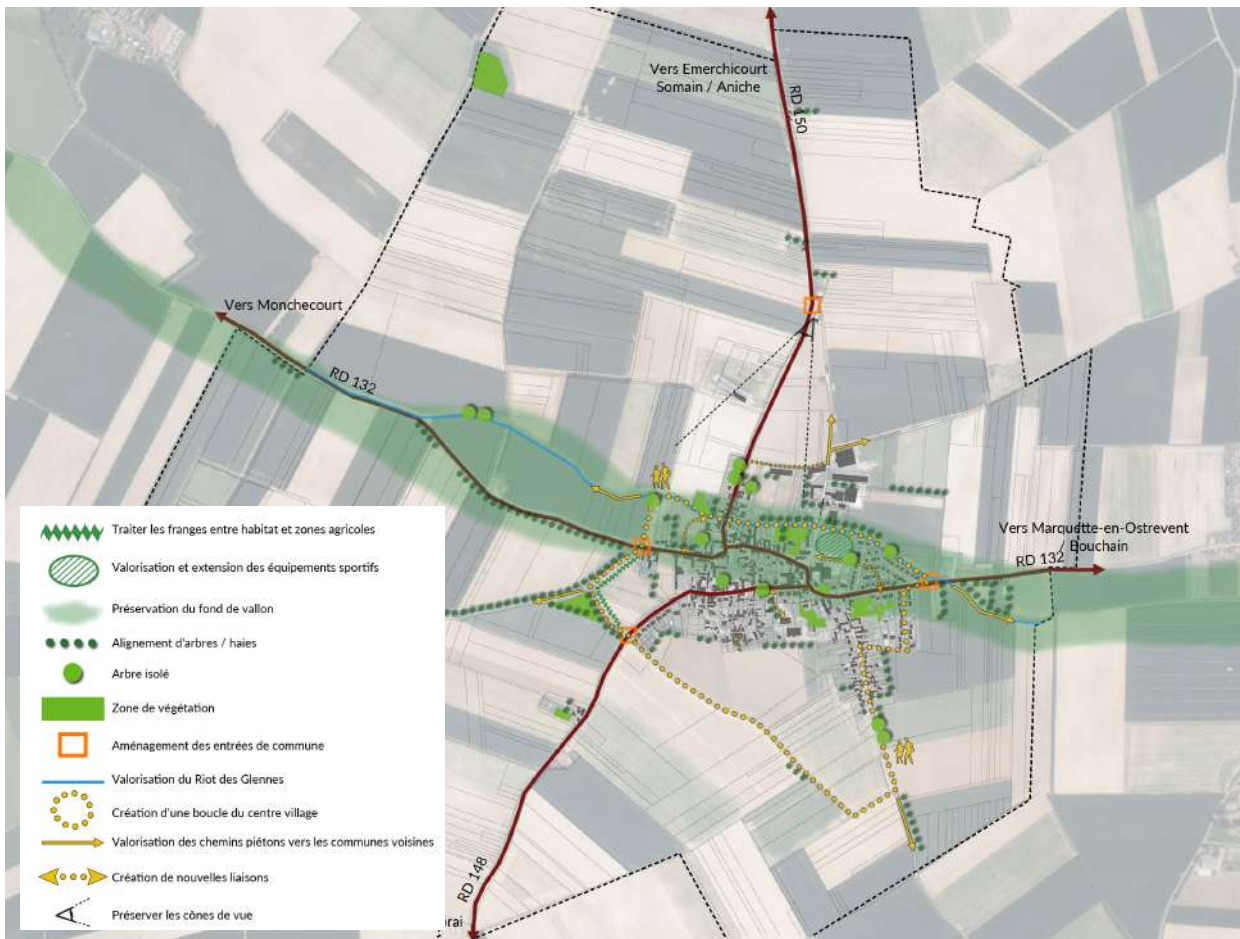 Vers Emerchicourt
Somain / Aniche
RD 150
Vers Monchecourt
RD 132
Vers Marquette-en-Ostrevent
/ Bouchain
RD 132
RD 148
Traiter les franges entre habitat et zones agricoles
Valorisation et extension des équipements sportifs
Préservation du fond de vallon
Alignement d'arbres / haies
Arbre isolé
Zone de végétation
Aménagement des entrées de commune
Valorisation du Riot des Glennes
Création d'une boucle du centre village
Valorisation des chemins piétons vers les communes voisines
Création de nouvelles liaisons
Préserver les cônes de vue